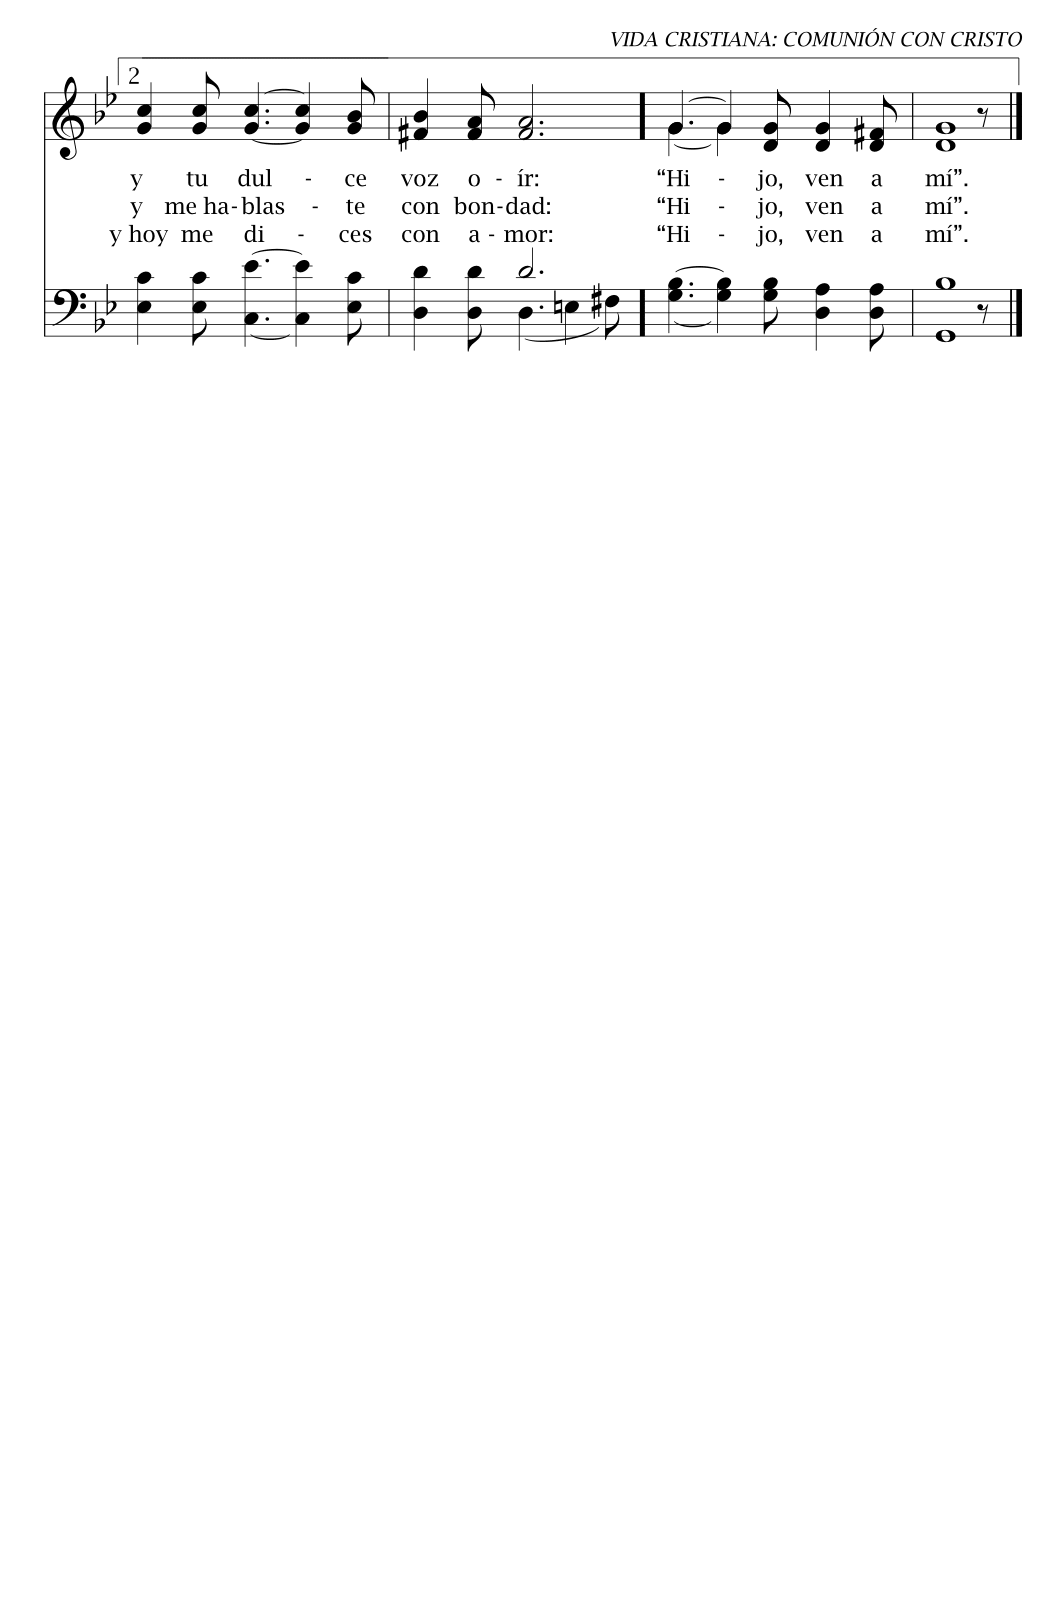 VIDA CRISTIANA: COMUNIÓN CON CRISTO
2
y tu dul - ce voz o - ír: “Hi - jo, ven a mí”.
y me ha - blas - te con bon - dad: “Hi - jo, ven a mí”.
y hoy me di - ces con a - mor: “Hi - jo, ven a mí”.